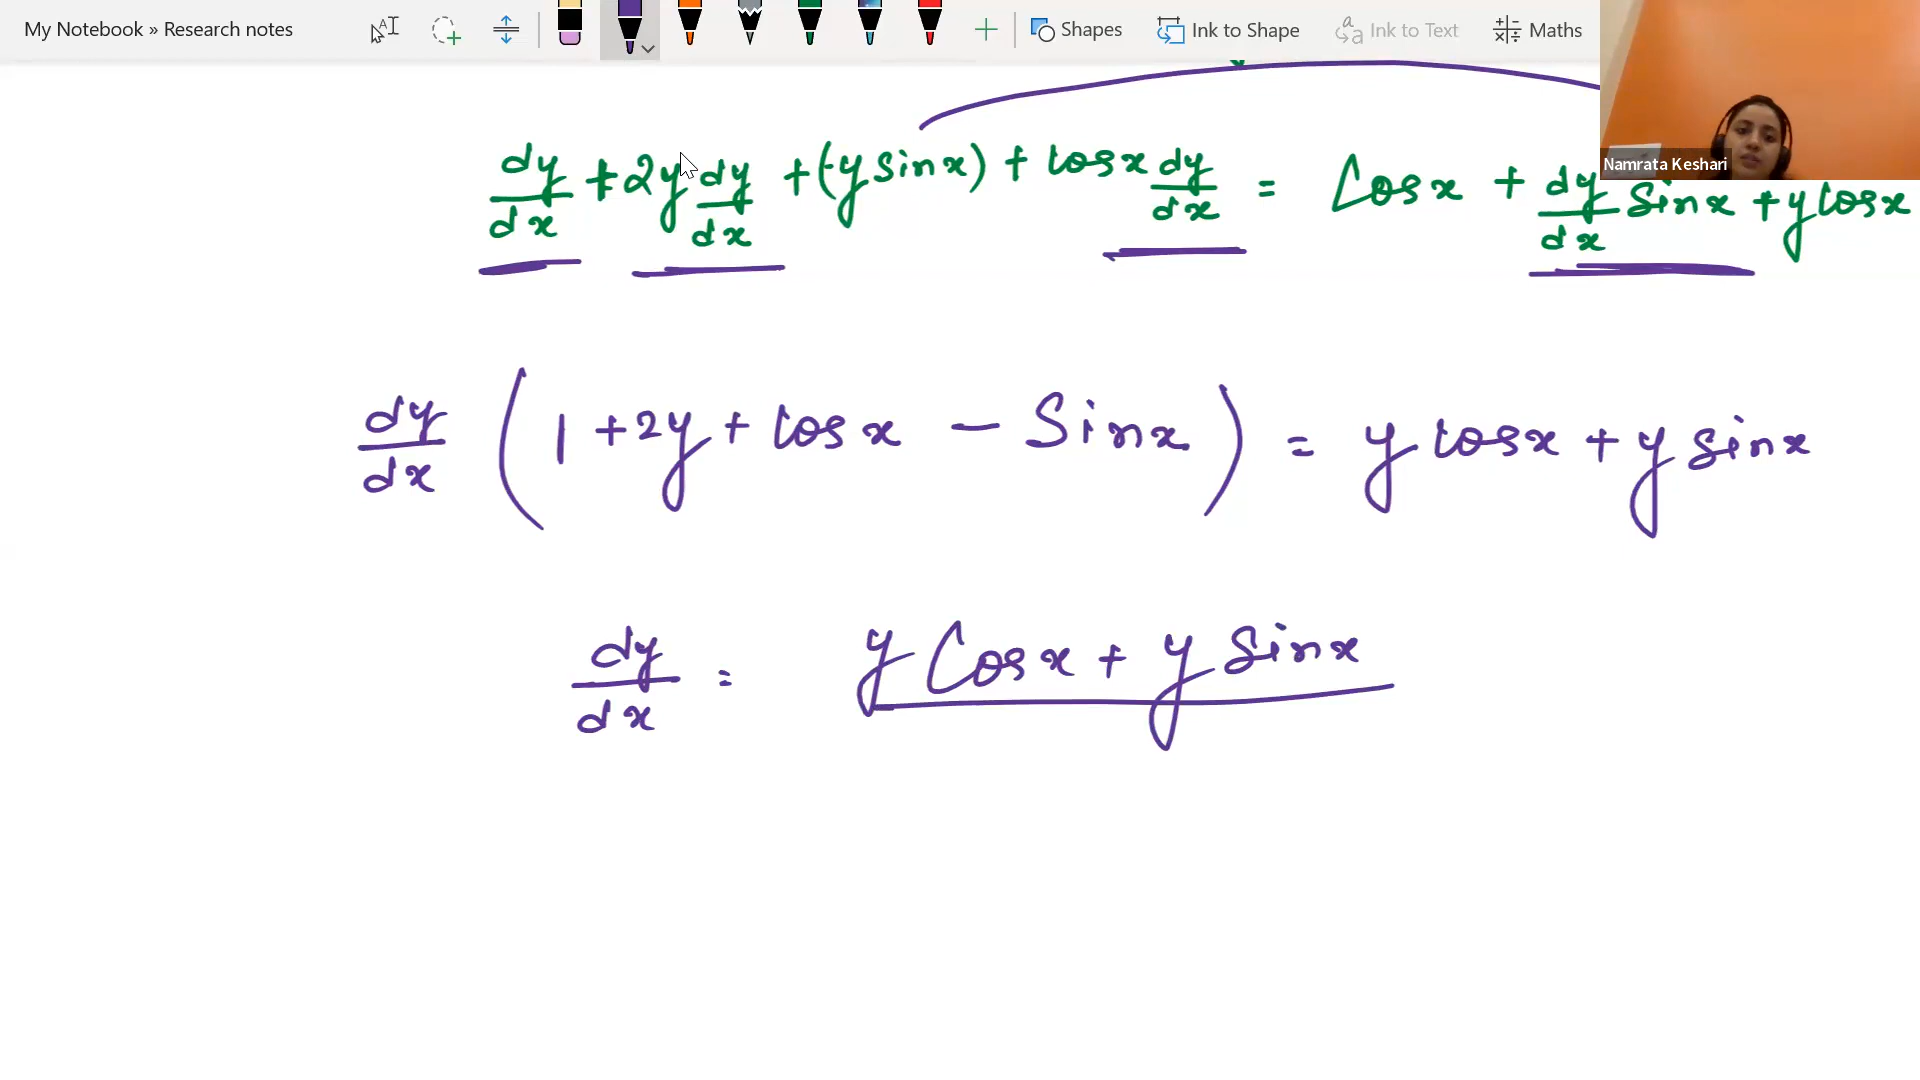 My Notebook » Research notes
Shapes
Ink to Shape
Ink to Text
Maths
Namrata Keshari
dy/dx + 2y dy/dx + (-y sin x) + cos x dy/dx = Cos x + dy/dx Sin x + y cos x
dy/dx (1 + 2y + cos x - Sin x) = y cos x + y sin x
dy/dx = y Cos x + y sin x